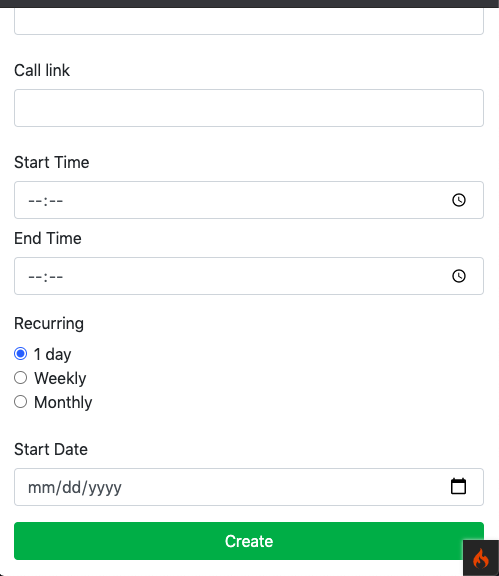 Call link
Start Time
--:--
End Time
--:--
Recurring
1 day
Weekly
Monthly
Start Date
mm/dd/yyyy
Create